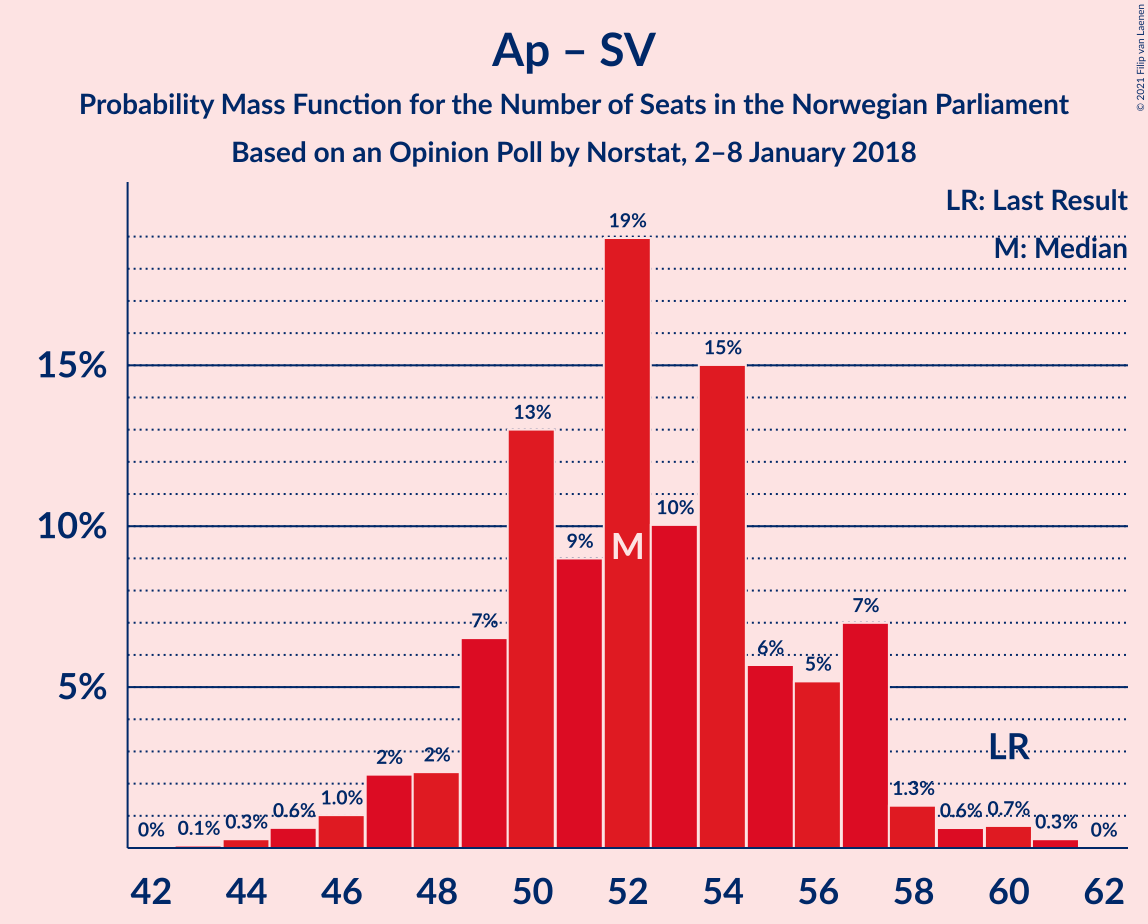 Ap – SV
Probability Mass Function for the Number of Seats in the Norwegian Parliament
Based on an Opinion Poll by Norstat, 2–8 January 2018
© 2021 Filip van Laenen
LR: Last Result
M: Median
15%
10%
5%
0%
0.1%
0.3%
0.6%
1.0%
2%
2%
7%
13%
9%
19%
10%
15%
6%
5%
7%
1.3%
0.6%
0.7%
0.3%
0%
M
LR
42 44 46 48 50 52 54 56 58 60 62